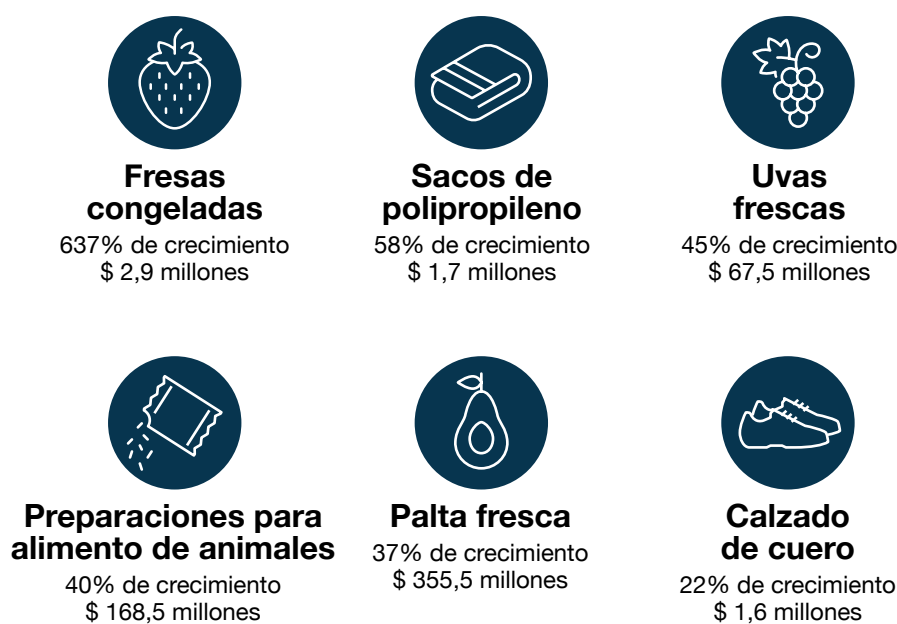 Fresas
congeladas
637% de crecimiento
$ 2,9 millones
Sacos de
polipropileno
58% de crecimiento
$ 1,7 millones
Uvas
frescas
45% de crecimiento
$ 67,5 millones
Preparaciones para
alimento de animales
40% de crecimiento
$ 168,5 millones
Palta fresca
37% de crecimiento
$ 355,5 millones
Calzado
de cuero
22% de crecimiento
$ 1,6 millones